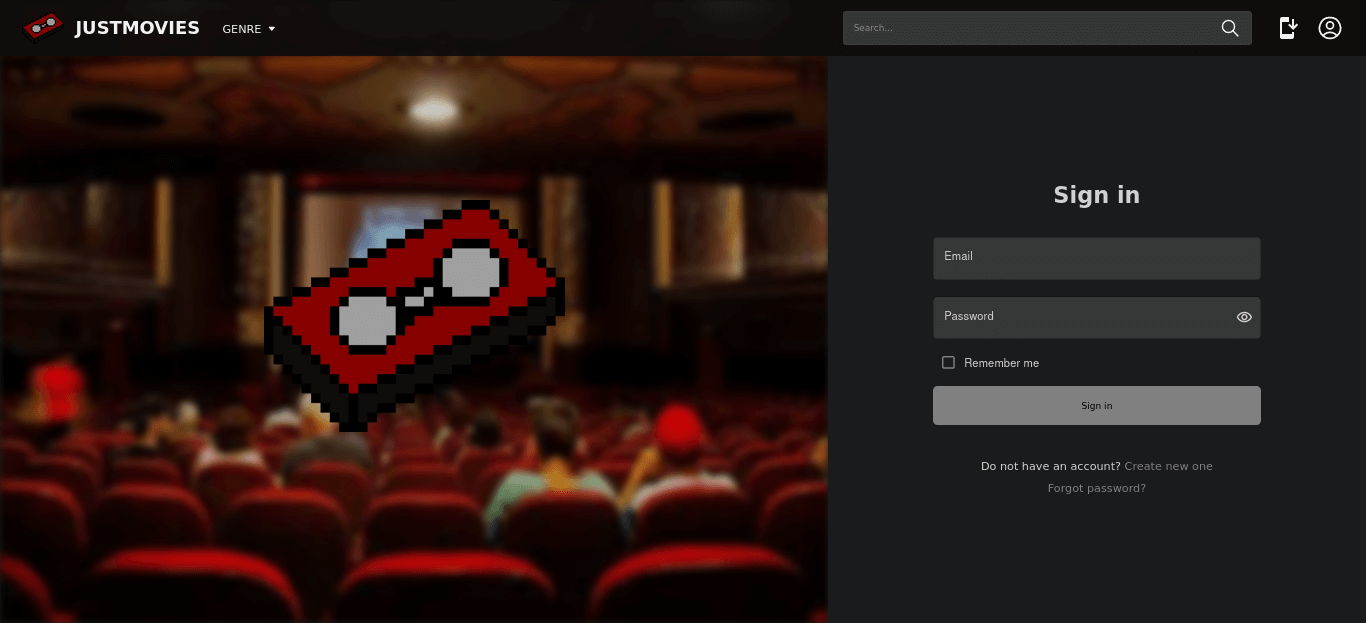 JUSTMOVIES
GENRE
Search...
Sign in
Email
Password
Remember me
Sign in
Do not have an account? Create new one
Forgot password?